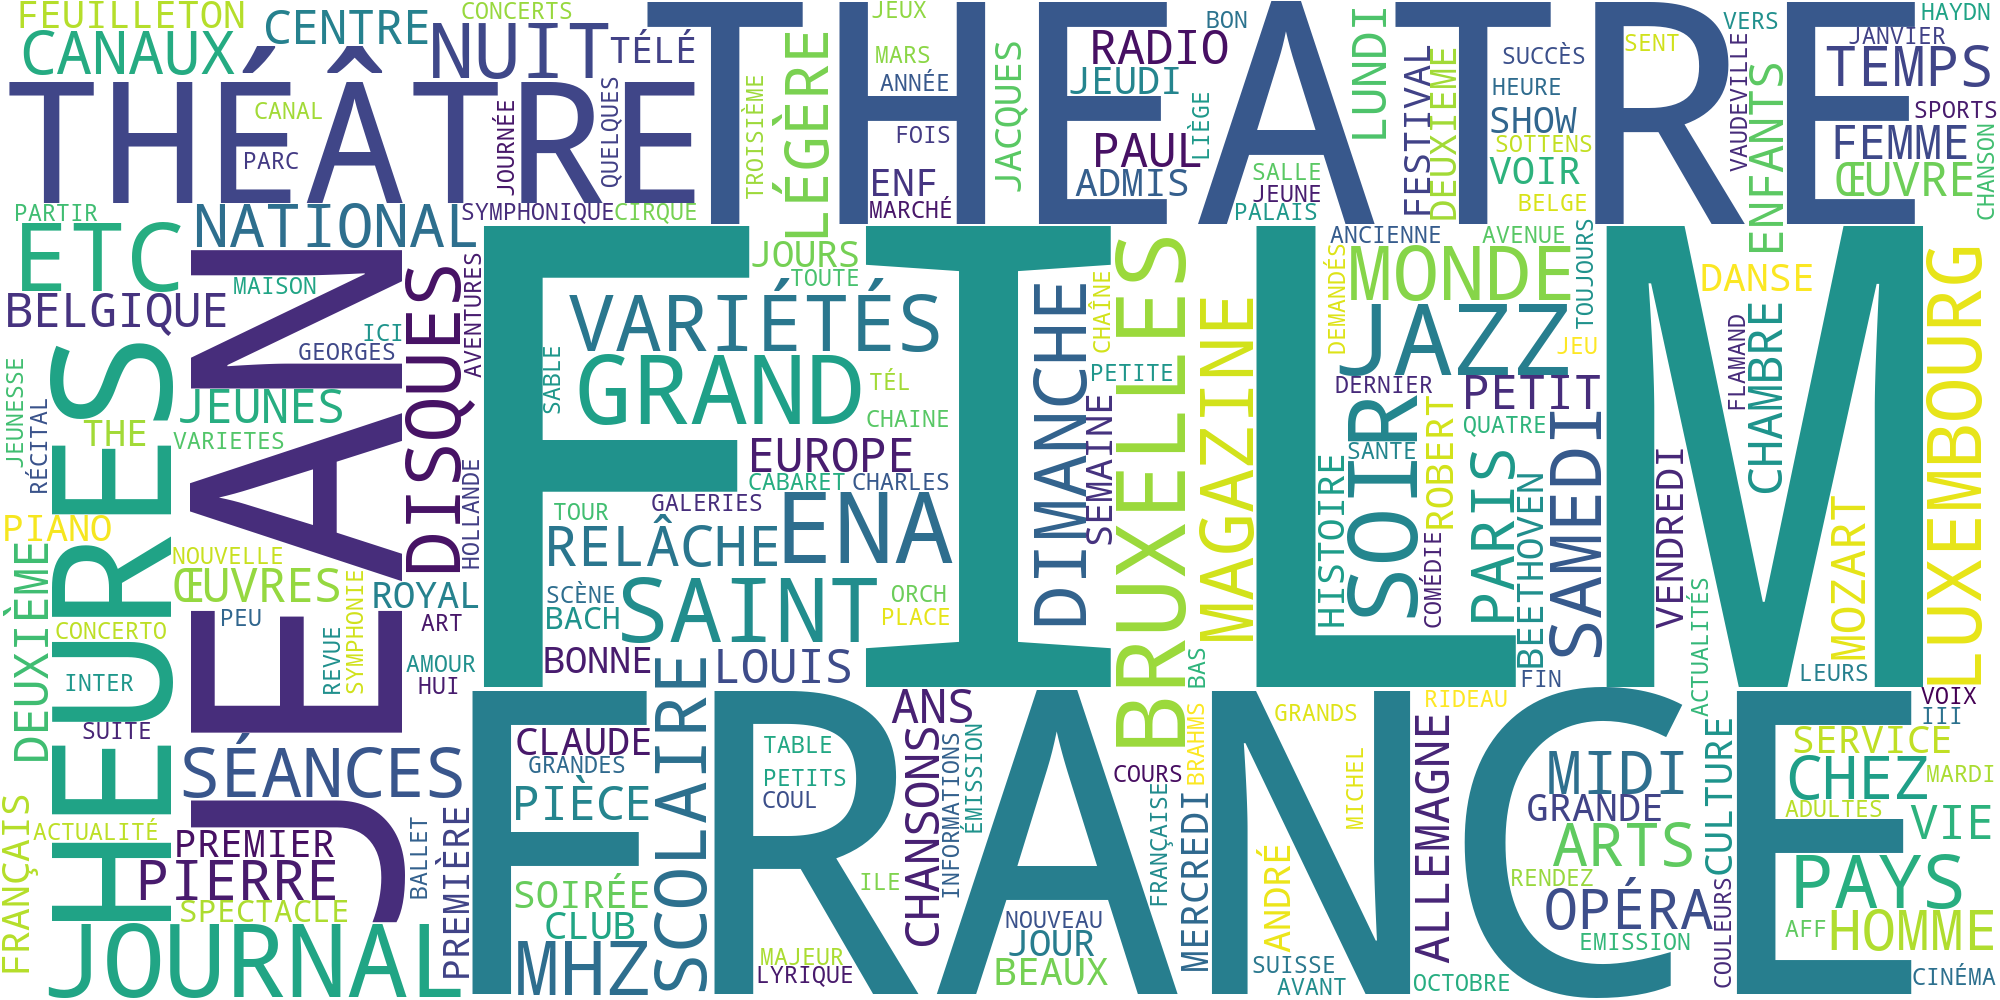 FEUILLETON
CONCERTS
JEUX
BON
VERS
HAYDN
CANAUX
CENTRE
NUIT
TÉLÉ
THEATRE
MARS
RADIO
LUNDI
SUCCÈS
SENT
JANVIER
TEMPS
THÉÂTRE
CANAL
PARC
JOURNÉE
QUELQUES
TROISIÈME
LÉGÈRE
ANNÉE
FOIS
JACQUES
JEUDI
PAUL
LIÈGE
ENF
ADMIS
MARCHÉ
SALLE
JEUNE
PALAIS
FESTIVAL
DEUXIÈME
HEURE
SHOW
SOTTENS
VOIR
BELGE
VAUDEVILLE
ENFANTS
SPORTS
FEMME
ŒUVRE
CHANSON
PARTIR
ETC
NATIONAL
SYMPHONIQUE
CIRQUE
BELGIQUE
MAISON
ICI
GEORGES
JEAN
DISQUES
AVENTURES
FILM
JOURS
TOUTE
VARIÉTÉS
GRAND
SABLE
TÉL
CHAINE
EUROPE
CABARET
CHARLES
GALERIES
TOUR
RELÂCHE
ENA
SCÈNE
BACH
SAINT
ORCH
PLACE
BONNE
LOUIS
DIMANCHE
CHAÎNE
PETITE
SEMAINE
BRUXELLES
MAGAZINE
BAS
ANCIENNE
AVENUE
TOUJOURS
DEMANDÉS
MONDE
JAZZ
JEU
DERNIER
PETIT
SOIR
ROBERT
QUATRE
SANTE
HISTOIRE
COMÉDIE
PARIS
BEETHOVEN
SAMEDI
VENDREDI
FIN
ACTUALITÉS
DANSE
FLAMAND
CHAMBRE
MOZART
LUXEMBOURG
LEURS
JEUNESSE
RÉCITAL
HEURES
JEUNES
THE
VARIETES
HOLLANDE
PIANO
NOUVELLE
ŒUVRES
PEU
SYMPHONIE
REVUE
ROYAL
ART
AMOUR
HUI
DEUXIÈME
CONCERTO
INTER
SUITE
SÉANCES
FRANÇAIS
ACTUALITÉ
PREMIER
PIERRE
SPECTACLE
BALLET
PREMIÈRE
JOURNAL
FRANCE
CLAUDE
GRANDES
PIÈCE
SOIRÉE
CLUB
MHZ
SCOLAIRE
TABLE
PETITS
COUL
ILE
MAJEUR
LYRIQUE
ANS
CHANSONS
INFORMATIONS
ÉMISSION
NOUVEAU
JOUR
BEAUX
COURS
FRANÇAISE
BRAHMS
MERCREDI
GRANDS
MICHEL
ANDRÉ
SUISSE
AVANT
RIDEAU
ALLEMAGNE
OCTOBRE
MIDI
GRANDE
ARTS
RENDEZ
OPÉRA
EMISSION
CULTURE
COULEURS
VOIX
III
SERVICE
CHEZ
MARDI
ADULTES
VIE
PAYS
AFF
HOMME
CINÉMA